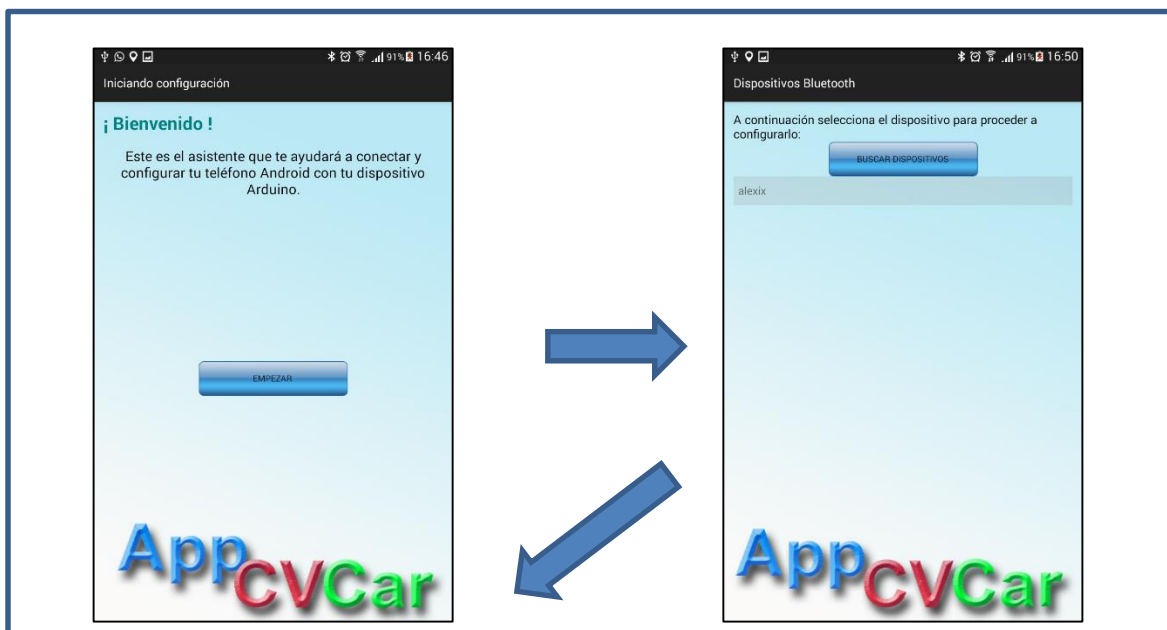 91% 16:46
Iniciando configuración
¡ Bienvenido !
Este es el asistente que te ayudará a conectar y
configurar tu teléfono Android con tu dispositivo
Arduino.
EMPEZAR
AppCVCar
91% 16:50
Dispositivos Bluetooth
A continuación selecciona el dispositivo para proceder a
configurarlo:
BUSCAR DISPOSITIVOS
alexix
AppCVCar